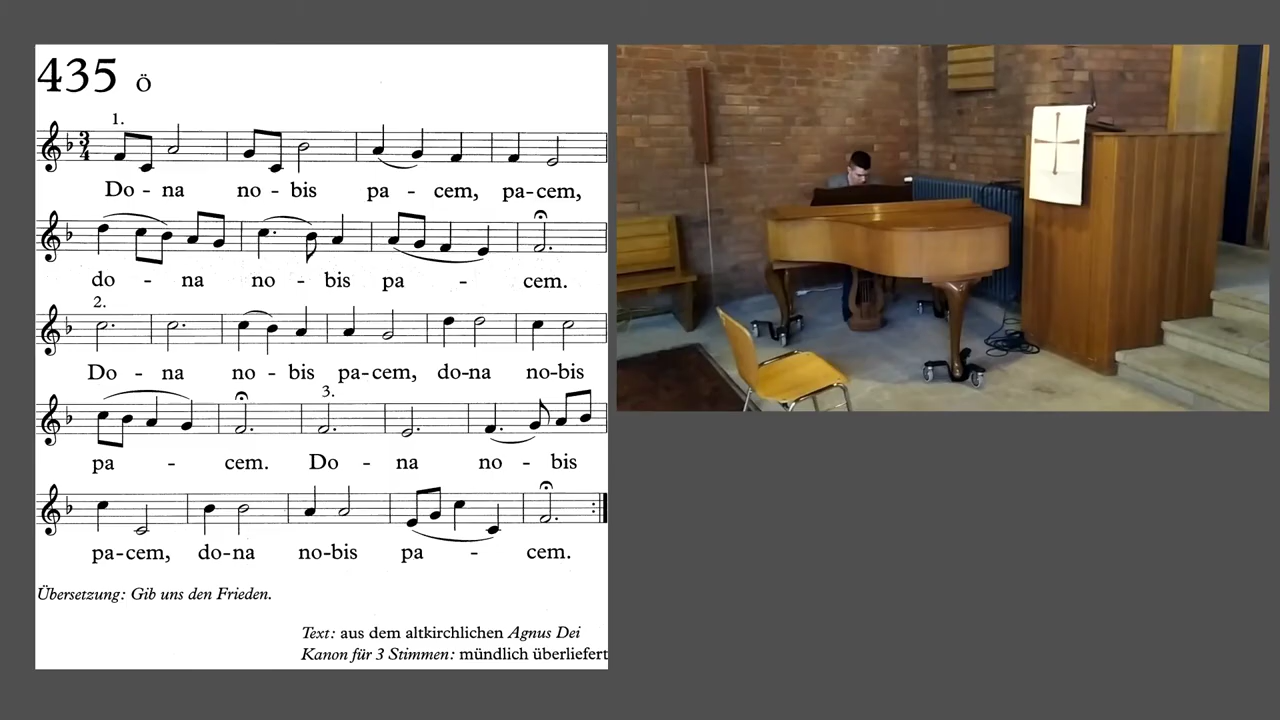 435 ö
1.
3
4
Do - na no - bis pa - cem, pa-cem,
do - na no - bis pa - cem.
2.
Do - na no - bis pa-cem, do-na no-bis
3.
pa - cem. Do - na no - bis
pa-cem, do-na no-bis pa - cem.
Übersetzung: Gib uns den Frieden.
Text: aus dem altkirchlichen Agnus Dei
Kanon für 3 Stimmen: mündlich überliefert